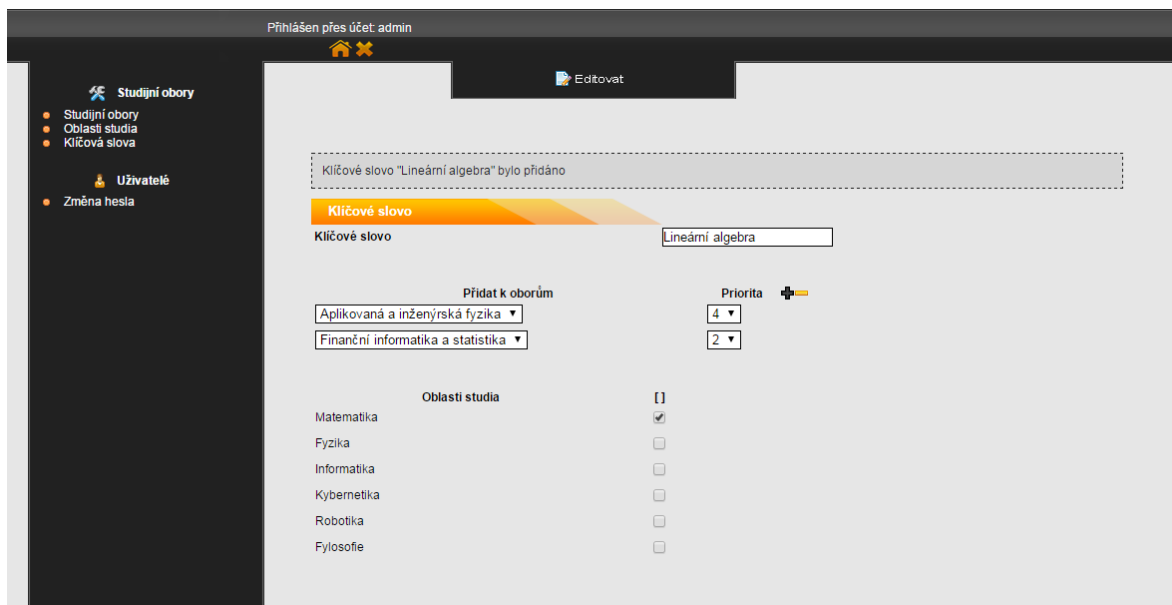 Přihlášen přes účet: admin
Studijní obory
Studijní obory
Oblasti studia
Klíčová slova
Uživatelé
Změna hesla
Editovat
Klíčové slovo "Lineární algebra" bylo přidáno
Klíčové slovo
Klíčové slovo Lineární algebra
Přidat k oborům Priorita
Aplikovaná a inženýrská fyzika 4
Finanční informatika a statistika 2
Oblasti studia []
Matematika
Fyzika
Informatika
Kybernetika
Robotika
Fylosofie